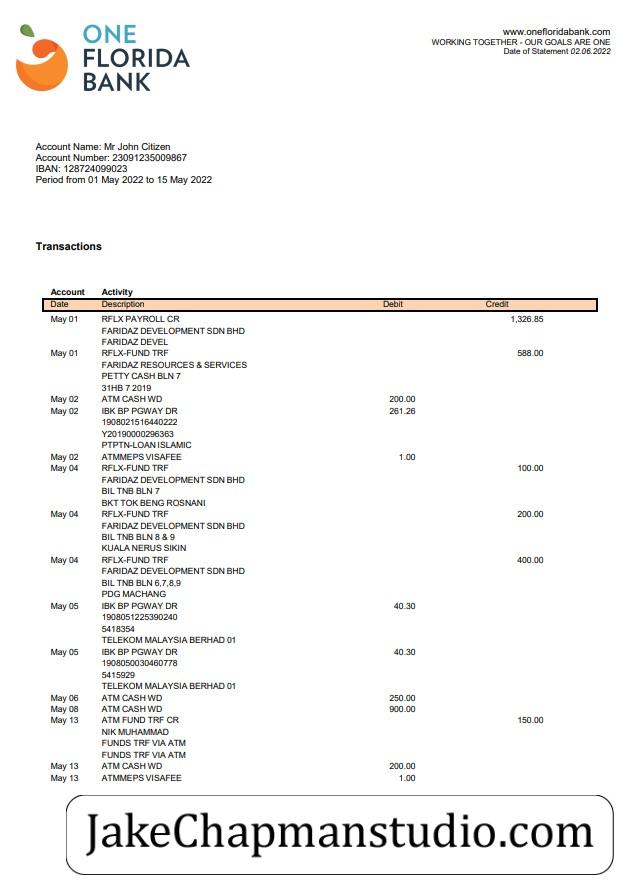 ONE
FLORIDA
BANK
www.onefloridabank.com
WORKING TOGETHER - OUR GOALS ARE ONE
Date of Statement 02.06.2022
Account Name: Mr John Citizen
Account Number: 23091235009867
IBAN: 128724099023
Period from 01 May 2022 to 15 May 2022
Transactions
Account Activity
Date Description Debit Credit
May 01 RFLX PAYROLL CR 1,326.85
FARIDAZ DEVELOPMENT SDN BHD
FARIDAZ DEVEL
May 01 RFLX-FUND TRF 588.00
FARIDAZ RESOURCES & SERVICES
PETTY CASH BLN 7
31HB 7 2019
May 02 ATM CASH WD 200.00
May 02 IBK BP PGWAY DR 261.26
1908021516440222
Y20190000296363
PTPTN-LOAN ISLAMIC
May 02 ATMMEPS VISAFEE 1.00
May 04 RFLX-FUND TRF 100.00
FARIDAZ DEVELOPMENT SDN BHD
BIL TNB BLN 7
BKT TOK BENG ROSNANI
May 04 RFLX-FUND TRF 200.00
FARIDAZ DEVELOPMENT SDN BHD
BIL TNB BLN 8 & 9
KUALA NERUS SIKIN
May 04 RFLX-FUND TRF 400.00
FARIDAZ DEVELOPMENT SDN BHD
BIL TNB BLN 6,7,8,9
PDG MACHANG
May 05 IBK BP PGWAY DR 40.30
1908051225390240
5418354
TELEKOM MALAYSIA BERHAD 01
May 05 IBK BP PGWAY DR 40.30
1908050030460778
5415929
TELEKOM MALAYSIA BERHAD 01
May 06 ATM CASH WD 250.00
May 08 ATM CASH WD 900.00
May 13 ATM FUND TRF CR 150.00
NIK MUHAMMAD
FUNDS TRF VIA ATM
FUNDS TRF VIA ATM
May 13 ATM CASH WD 200.00
May 13 ATMMEPS VISAFEE 1.00
JakeChapmanstudio.com